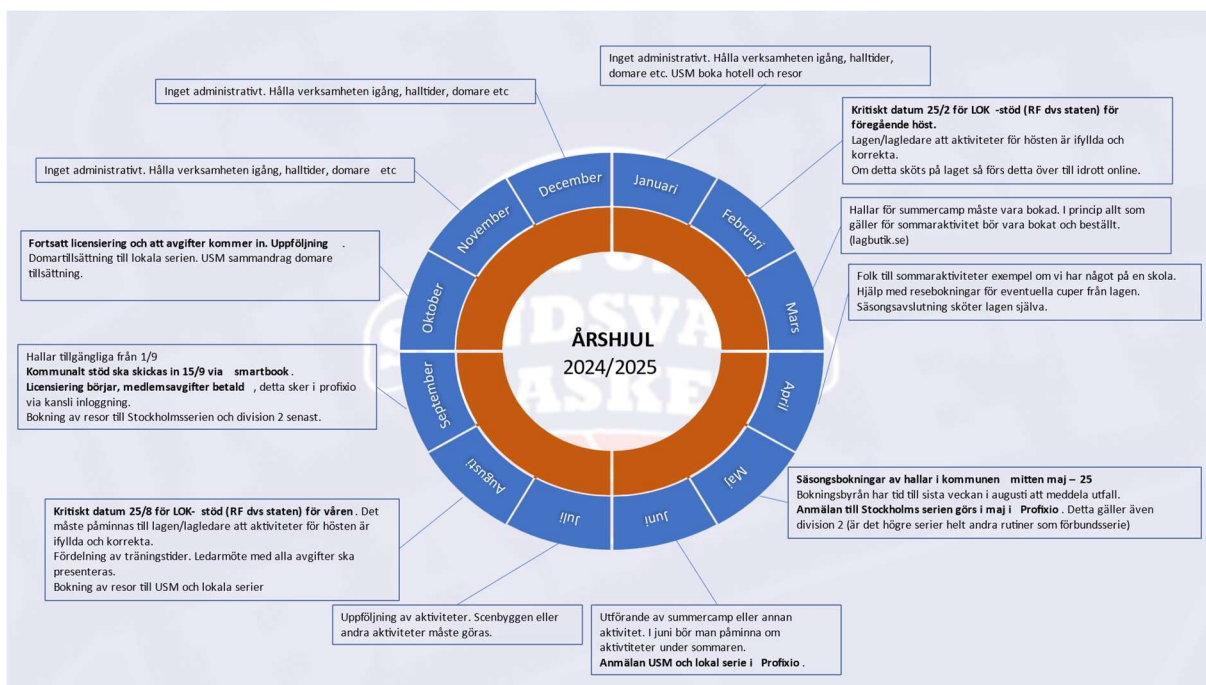 Inget administrativt. Hålla verksamheten igång, halltider,
domare etc. USM boka hotell och resor
Inget administrativt. Hålla verksamheten igång, halltider, domare etc
Kritiskt datum 25/2 för LOK -stöd (RF dvs staten) för
föregående höst.
Lagen/lagledare att aktiviteter för hösten är ifyllda och
korrekta.
Om detta sköts på laget så förs detta över till idrott online.
Inget administrativt. Hålla verksamheten igång, halltider, domare etc
Hallar för summercamp måste vara bokad. I princip allt som
gäller för sommaraktivitet bör vara bokat och beställt.
(lagbutik.se)
Fortsatt licensiering och att avgifter kommer in. Uppföljning .
Domartillsättning till lokala serien. USM sammandrag domare
tillsättning.
Folk till sommaraktiviteter exempel om vi har något på en skola.
Hjälp med resebokningar för eventuella cuper från lagen.
Säsongsavslutning sköter lagen själva.
Januari
Februari
Mars
April
Maj
Juni
Juli
Augusti
September
Oktober
November
December
ÅRSHJUL
2024/2025
Hallar tillgängliga från 1/9
Kommunalt stöd ska skickas in 15/9 via smartbook .
Licensiering börjar, medlemsavgifter betald , detta sker i profixio
via kansli inloggning.
Bokning av resor till Stockholmsserien och division 2 senast.
Säsongsbokningar av hallar i kommunen mitten maj – 25
Bokningsbyrån har tid till sista veckan i augusti att meddela utfall.
Anmälan till Stockholms serien görs i maj i Profixio . Detta gäller även
division 2 (är det högre serier helt andra rutiner som förbundsserie)
Kritiskt datum 25/8 för LOK- stöd (RF dvs staten) för våren . Det
måste påminnas till lagen/lagledare att aktiviteter för hösten är
ifyllda och korrekta.
Fördelning av träningstider. Ledarmöte med alla avgifter ska
presenteras.
Bokning av resor till USM och lokala serier
Uppföljning av aktiviteter. Scenbyggen eller
andra aktiviteter måste göras.
Utförande av summercamp eller annan
aktivitet. I juni bör man påminna om
aktivtiteter under sommaren.
Anmälan USM och lokal serie i Profixio .